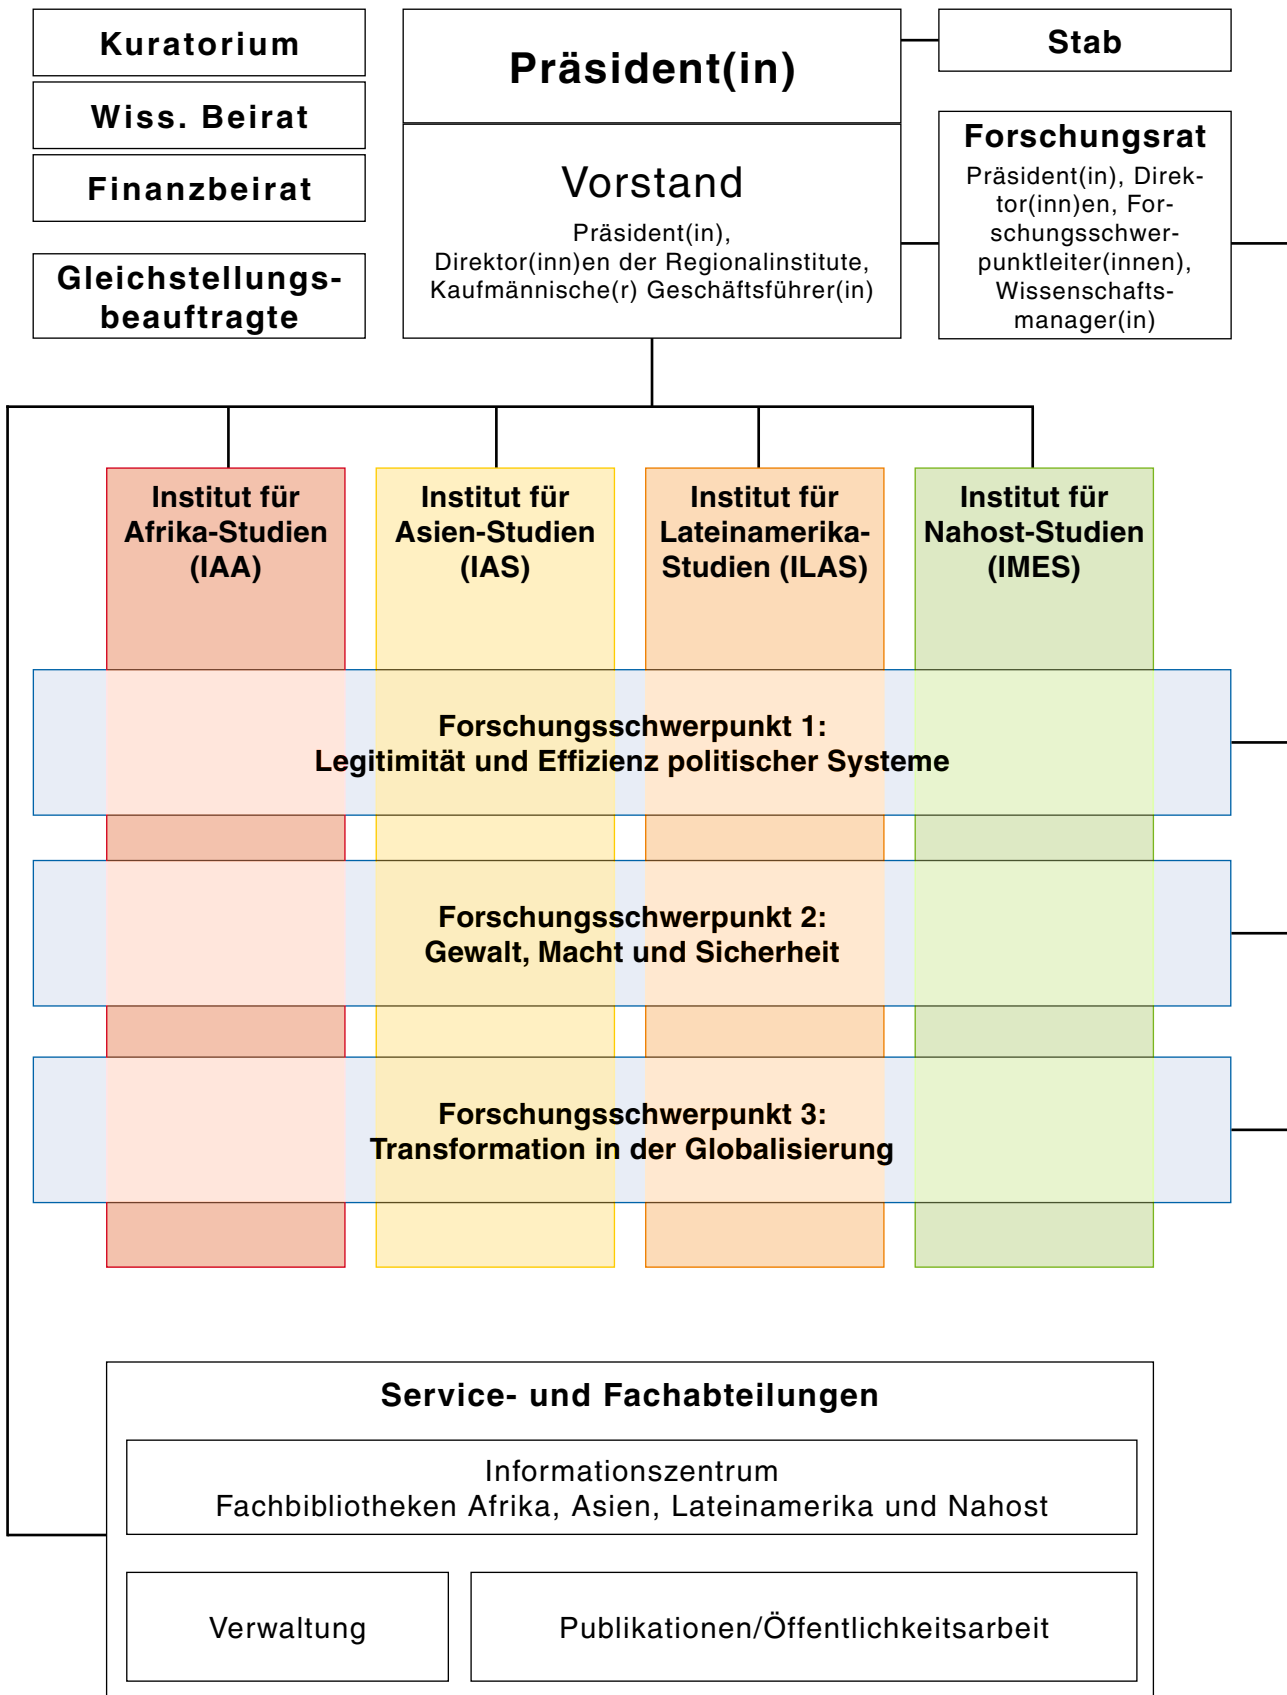 Kuratorium
Wiss. Beirat
Finanzbeirat
Gleichstellungs-
beauftragte
Präsident(in)
Vorstand
Präsident(in),
Direktor(inn)en der Regionalinstitute,
Kaufmännische(r) Geschäftsführer(in)
Stab
Forschungsrat
Präsident(in), Direk-
tor(inn)en, For-
schungsschwer-
punktleiter(innen),
Wissenschafts-
manager(in)
Institut für
Afrika-Studien
(IAA)
Institut für
Asien-Studien
(IAS)
Institut für
Lateinamerika-
Studien (ILAS)
Institut für
Nahost-Studien
(IMES)
Forschungsschwerpunkt 1:
Legitimität und Effizienz politischer Systeme
Forschungsschwerpunkt 2:
Gewalt, Macht und Sicherheit
Forschungsschwerpunkt 3:
Transformation in der Globalisierung
Service- und Fachabteilungen
Informationszentrum
Fachbibliotheken Afrika, Asien, Lateinamerika und Nahost
Verwaltung
Publikationen/Öffentlichkeitsarbeit